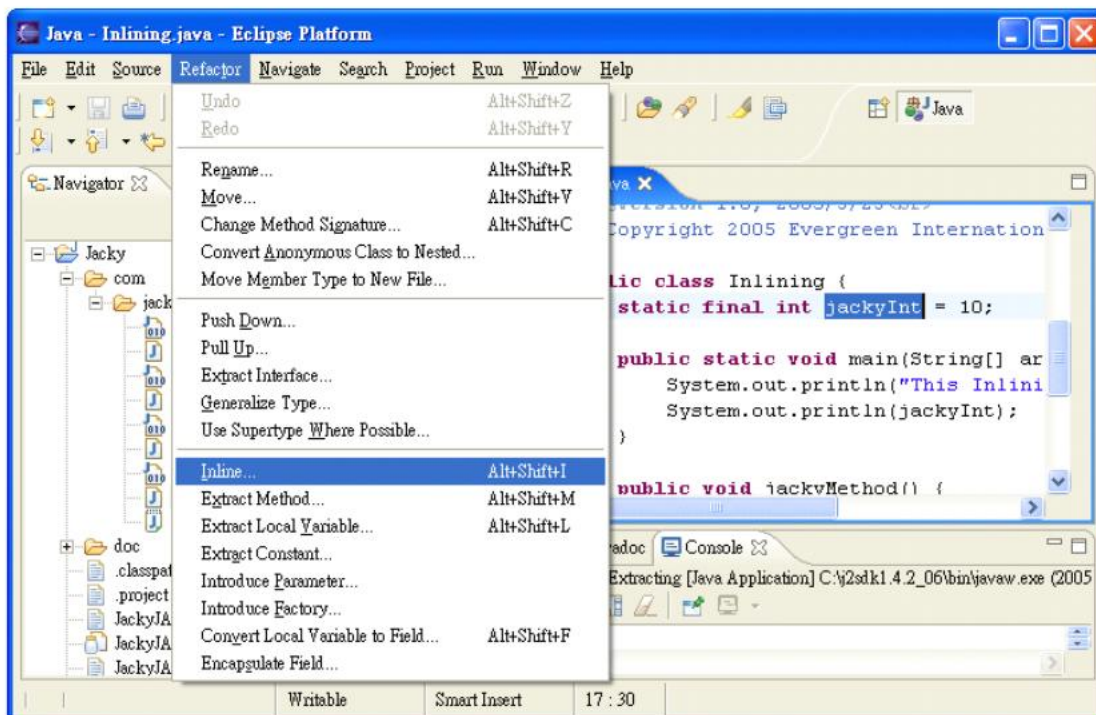 Java - Inlining.java - Eclipse Platform
File Edit Source Refactor Navigate Search Project Run Window Help
Undo Alt+Shift+Z
Redo Alt+Shift+Y
Rename... Alt+Shift+R
Move... Alt+Shift+V
Change Method Signature... Alt+Shift+C
Convert Anonymous Class to Nested...
Move Member Type to New File...
Push Down...
Pull Up...
Extract Interface...
Generalize Type...
Use Supertype Where Possible...
Inline... Alt+Shift+I
Extract Method... Alt+Shift+M
Extract Local Variable... Alt+Shift+L
Extract Constant...
Introduce Parameter...
Introduce Factory...
Convert Local Variable to Field... Alt+Shift+F
Encapsulate Field...
Java
Navigator
Jacky
com
jack
doc
.classpat
.project
JackyJA
JackyJA
JackyJA
va
Copyright 2005 Evergreen Internation
lic class Inlining {
static final int jackyInt = 10;
public static void main(String[] ar
System.out.println("This Inlini
System.out.println(jackyInt);
}
public void jackyMethod() {
adoc Console
Extracting [Java Application] C:\j2sdk1.4.2_06\bin\javaw.exe (2005
Writable Smart Insert 17 : 30